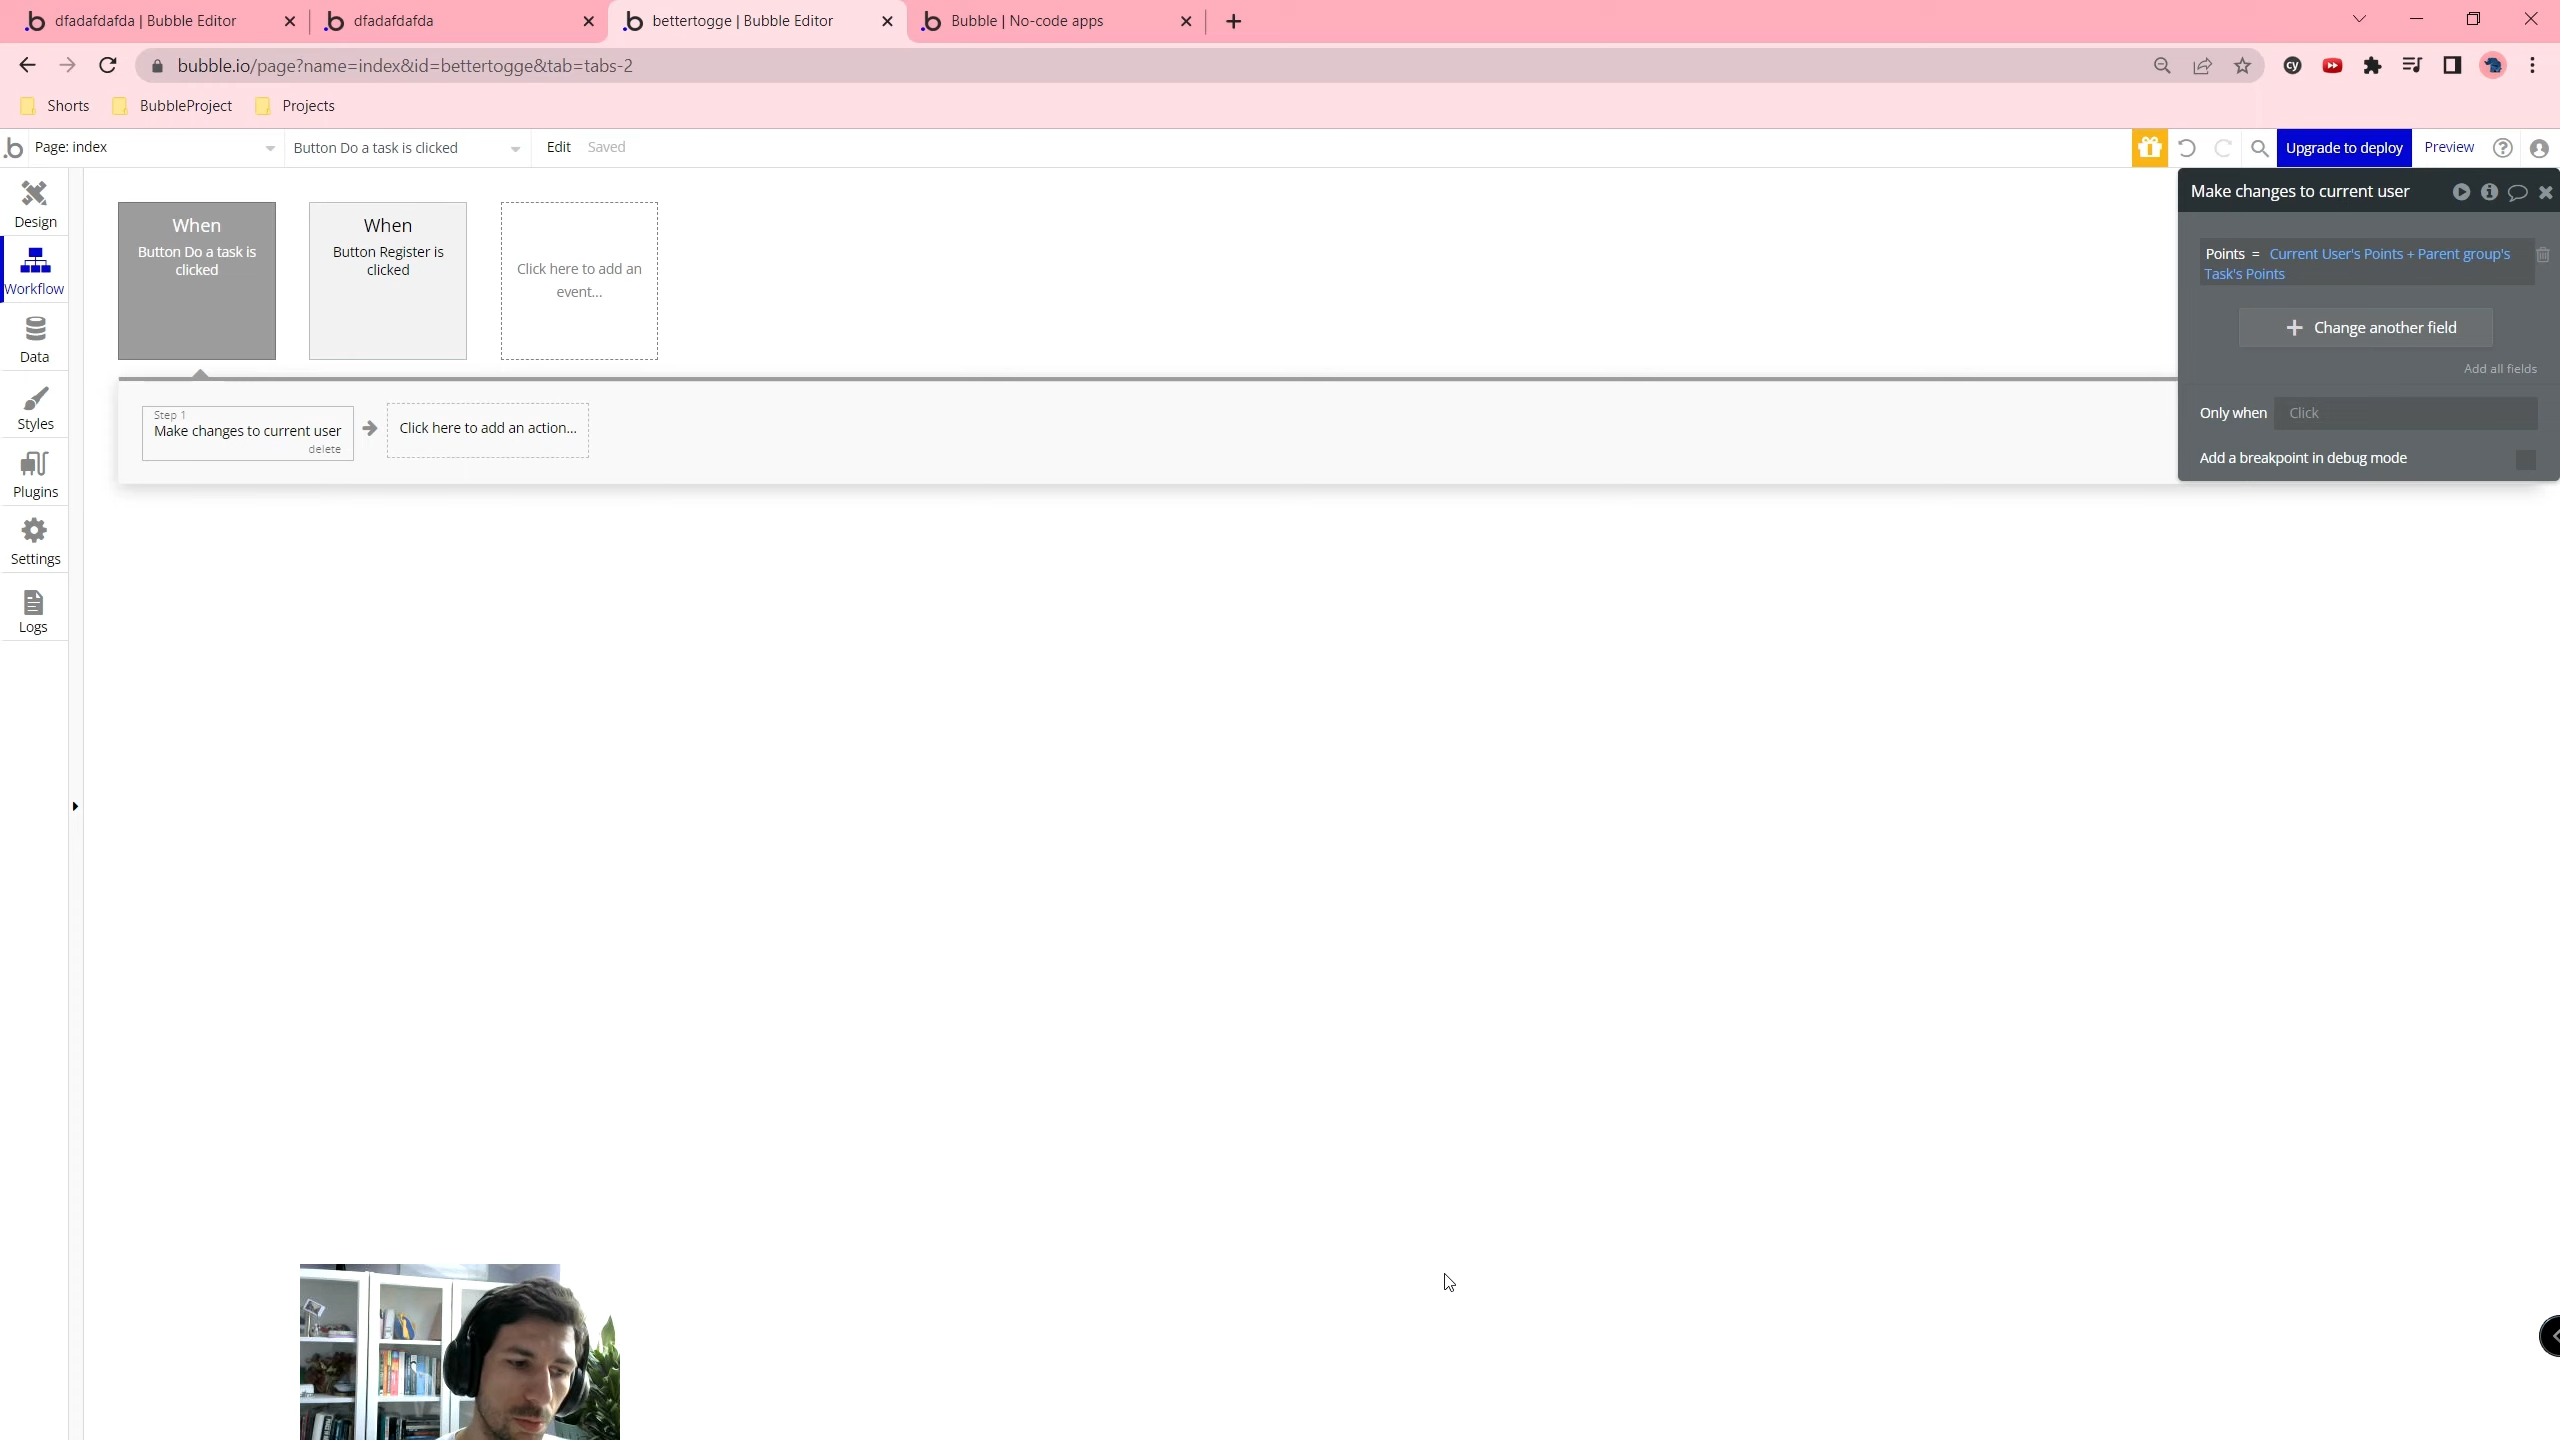 dfadafdafda | Bubble Editor
dfadafdafda
bettertogge | Bubble Editor
Bubble | No-code apps
bubble.io/page?name=index&id=bettertogge&tab=tabs-2
cy
Shorts
BubbleProject
Projects
.b
Page: index
Button Do a task is clicked
Edit
Saved
Upgrade to deploy
Preview
Design
Workflow
Data
Styles
Plugins
Settings
Logs
When
Button Do a task is
clicked
When
Button Register is
clicked
Click here to add an
event...
Step 1
Make changes to current user
delete
Click here to add an action...
Make changes to current user
Points = Current User's Points + Parent group's
Task's Points
Change another field
Add all fields
Only when
Click
Add a breakpoint in debug mode